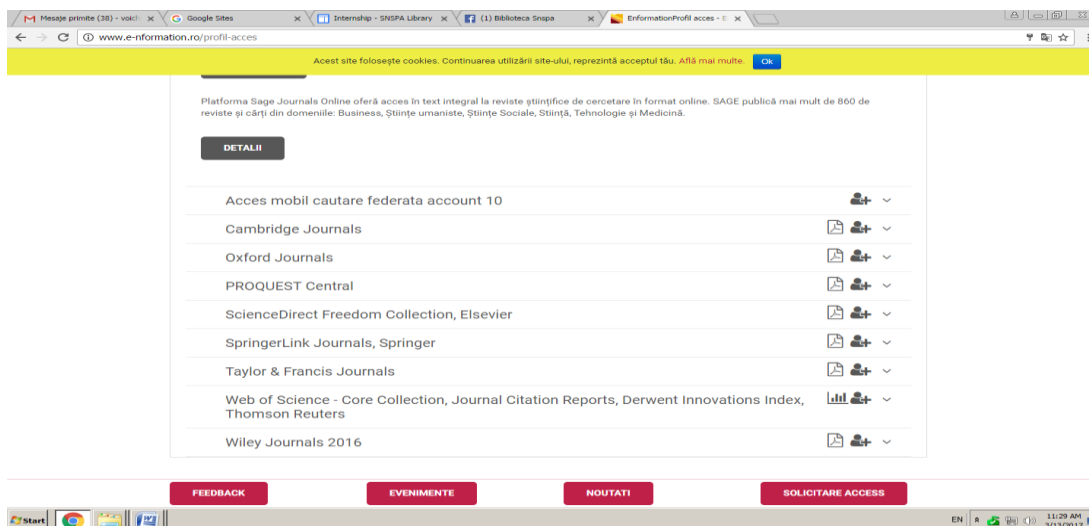 Mesaje primite (38) - voich
Google Sites
Internship - SNSPA Library
(1) Biblioteca Snspa
EnformationProfil acces - E
www.e-nformation.ro/profil-acces
Acest site folosește cookies. Continuarea utilizării site-ului, reprezintă acceptul tău. Află mai multe. Ok
Platforma Sage Journals Online oferă acces în text integral la reviste științifice de cercetare în format online. SAGE publică mai mult de 860 de
reviste și cărți din domeniile: Business, Științe umaniste, Științe Sociale, Stiință, Tehnologie și Medicină.
DETALII
Acces mobil cautare federata account 10
Cambridge Journals
Oxford Journals
PROQUEST Central
ScienceDirect Freedom Collection, Elsevier
SpringerLink Journals, Springer
Taylor & Francis Journals
Web of Science - Core Collection, Journal Citation Reports, Derwent Innovations Index,
Thomson Reuters
Wiley Journals 2016
FEEDBACK
EVENIMENTE
NOUTATI
SOLICITARE ACCESS
Start
EN
11:29 AM